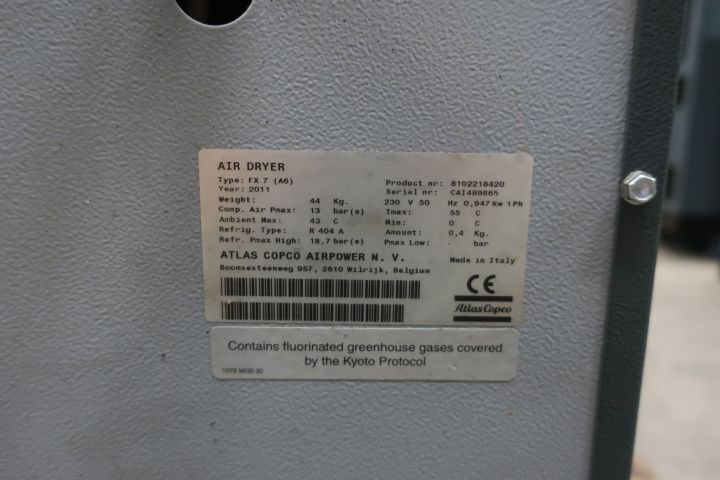 AIR DRYER
Type: FX 7 (A6) Product nr: 8102218420
Year: 2011 Serial nr: CAI489865
Weight: 44 Kg. 230 V 50 Hz 0,947 Kw 1Ph
Comp. Air Pmax: 13 bar(e) Tmax: 55 C
Ambient Max: 43 C Min: 0 C
Refrig. Type: R 404 A Amount: 0,4 Kg.
Refr. Pmax High: 18,7 bar(e) Pmax Low: - bar
ATLAS COPCO AIRPOWER N. V. Made in Italy
Boomsesteenweg 957, 2610 Wilrijk, Belgium
CE
Atlas Copco
Contains fluorinated greenhouse gases covered
by the Kyoto Protocol
1079 9930 30